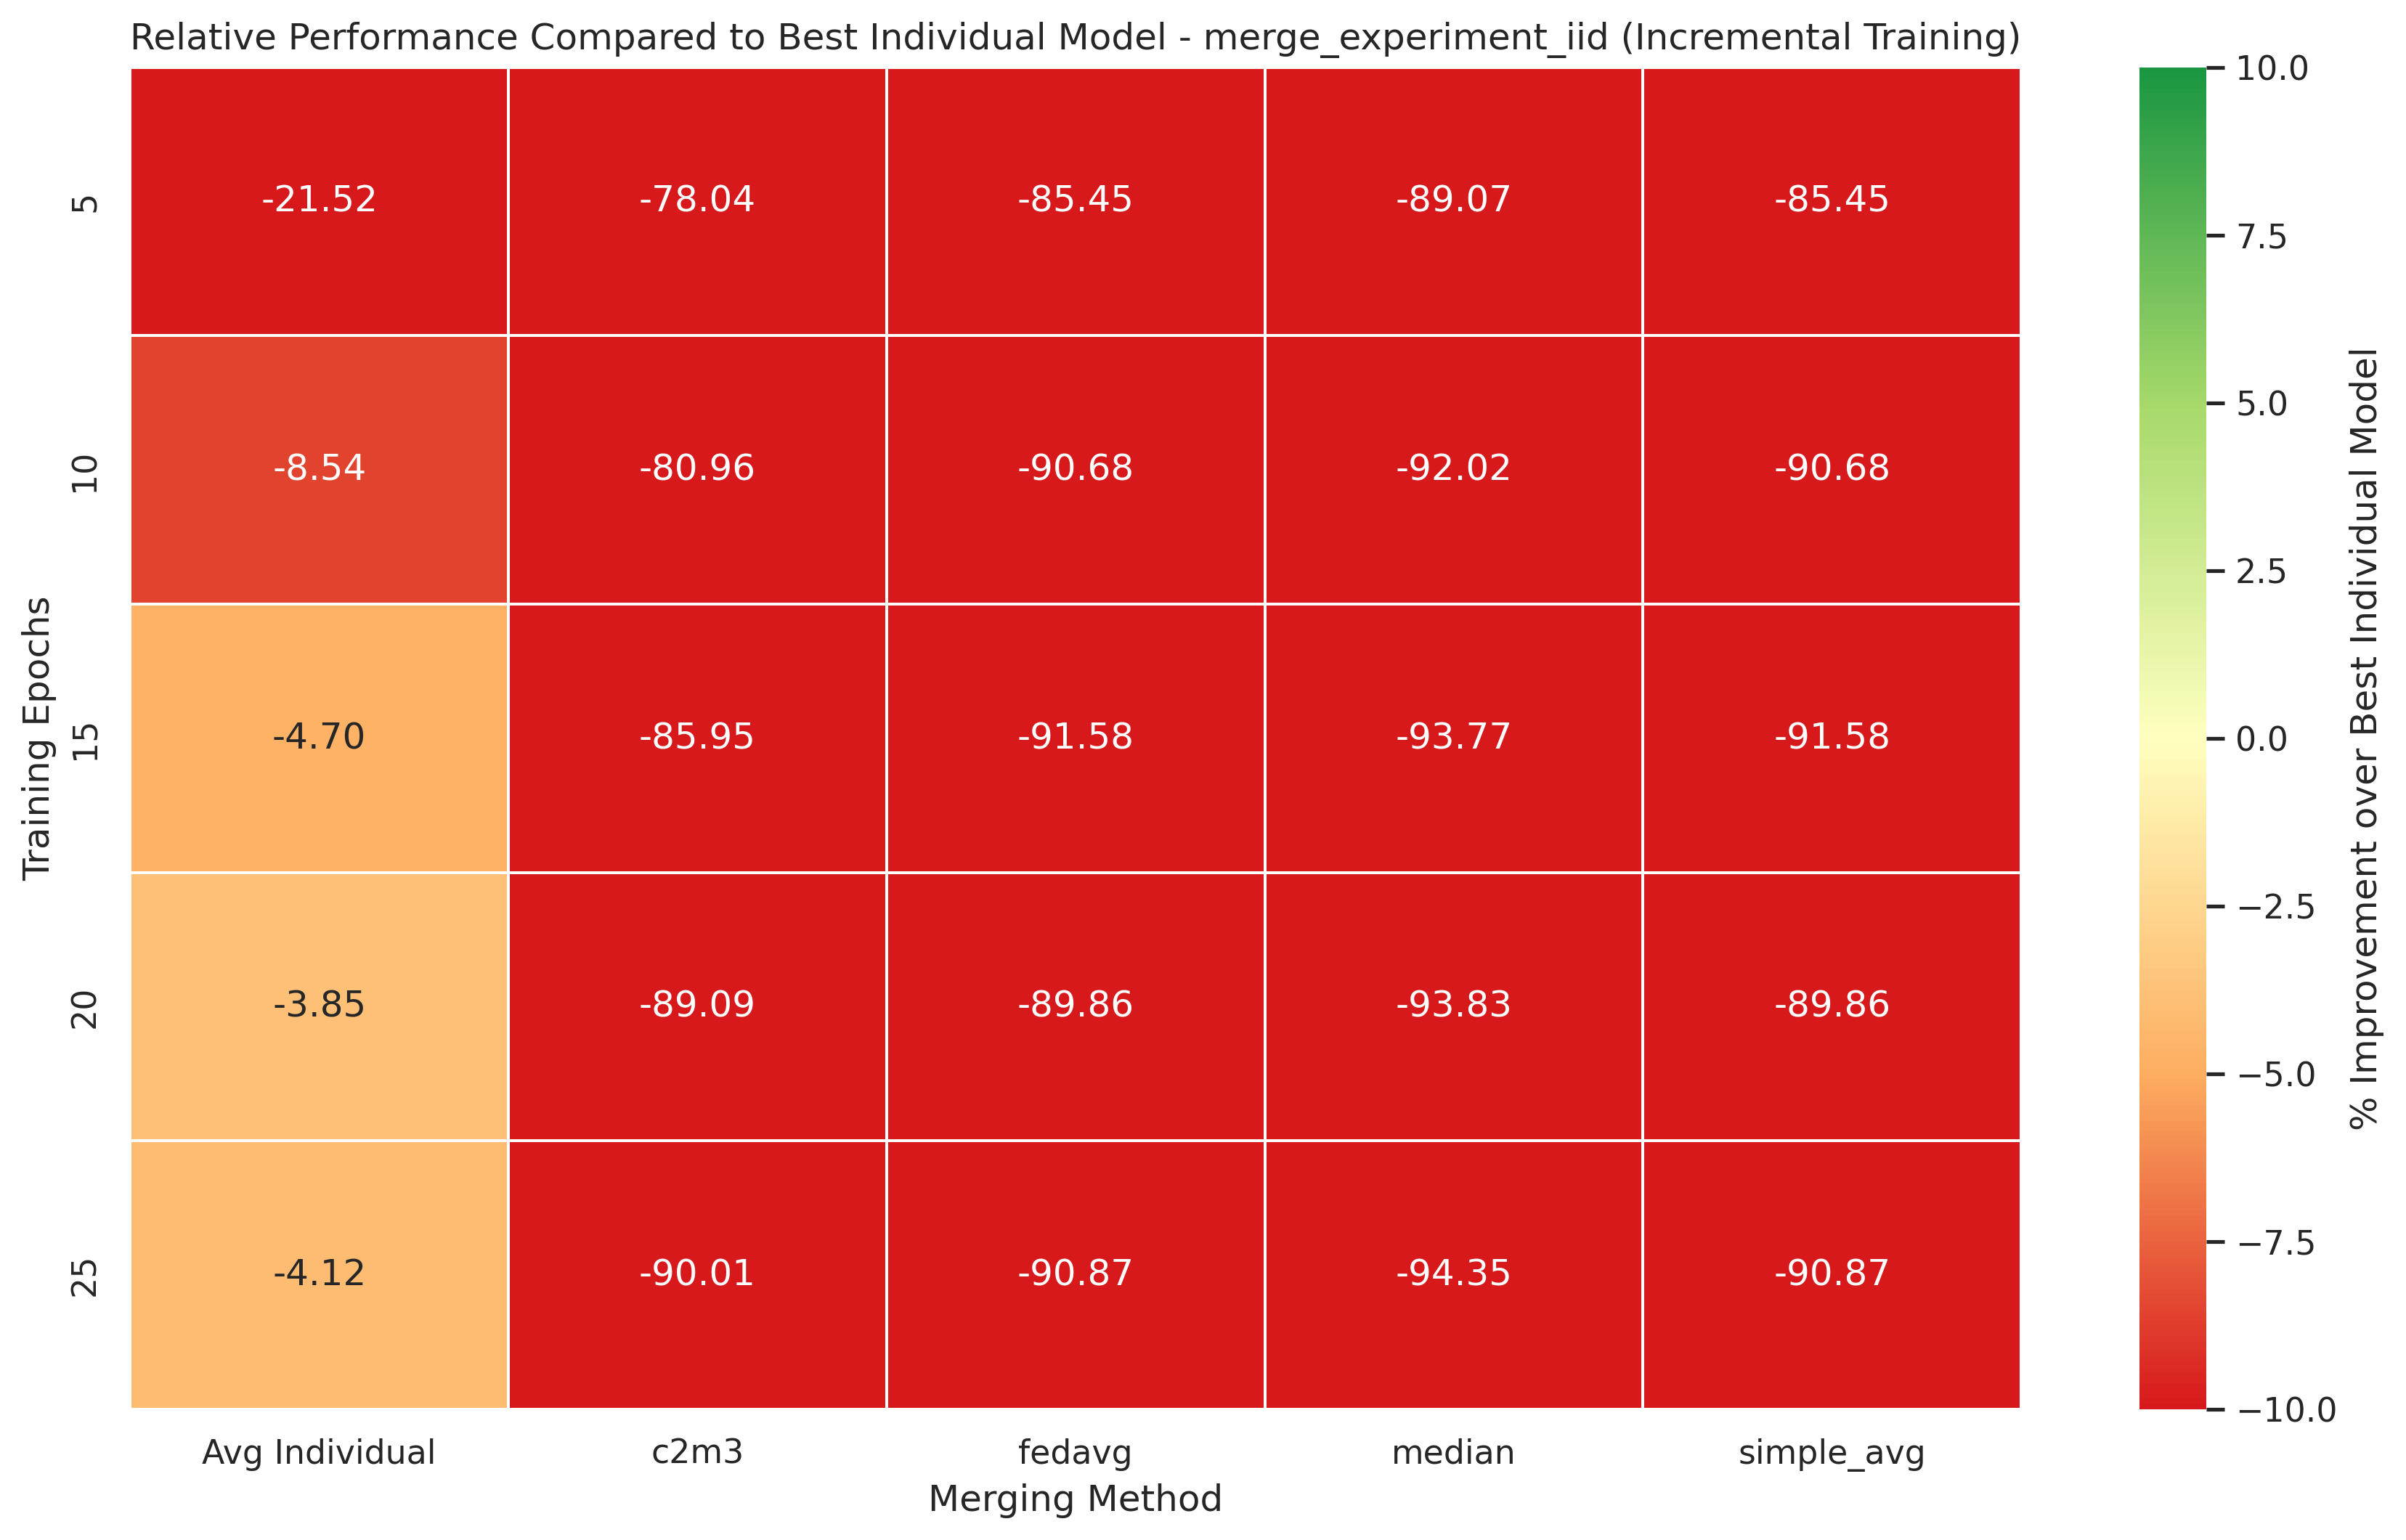 Relative Performance Compared to Best Individual Model - merge_experiment_iid (Incremental Training)
Training Epochs
5
-21.52 -78.04 -85.45 -89.07 -85.45
10
-8.54 -80.96 -90.68 -92.02 -90.68
15
-4.70 -85.95 -91.58 -93.77 -91.58
20
-3.85 -89.09 -89.86 -93.83 -89.86
25
-4.12 -90.01 -90.87 -94.35 -90.87
Avg Individual c2m3 fedavg median simple_avg
Merging Method
10.0
7.5
5.0
2.5
0.0
−2.5
−5.0
−7.5
−10.0
% Improvement over Best Individual Model